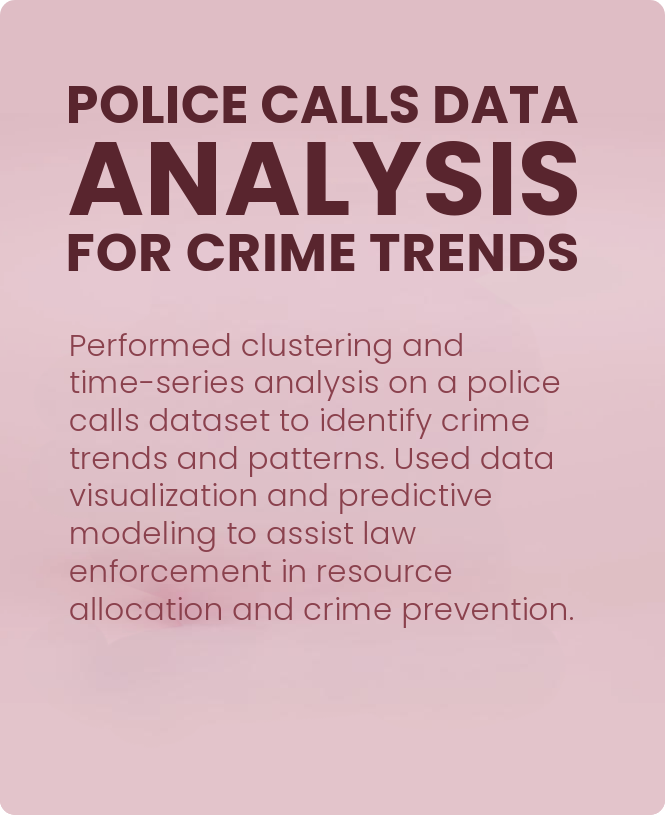 POLICE CALLS DATA
ANALYSIS
FOR CRIME TRENDS
Performed clustering and
time-series analysis on a police
calls dataset to identify crime
trends and patterns. Used data
visualization and predictive
modeling to assist law
enforcement in resource
allocation and crime prevention.